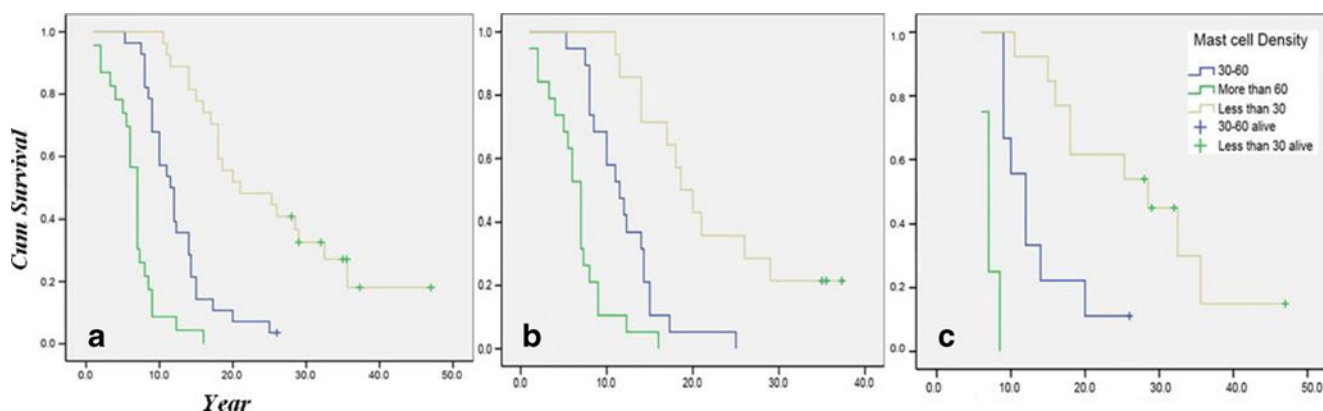 Cum Survival
1.0
0.8
0.6
0.4
0.2
0.0
a
0.0 10.0 20.0 30.0 40.0 50.0
Year
1.0
0.8
0.6
0.4
0.2
0.0
b
0.0 10.0 20.0 30.0 40.0
1.0
0.8
0.6
0.4
0.2
0.0
c
0.0 10.0 20.0 30.0 40.0 50.0
Mast cell Density
30-60
More than 60
Less than 30
30-60 alive
Less than 30 alive